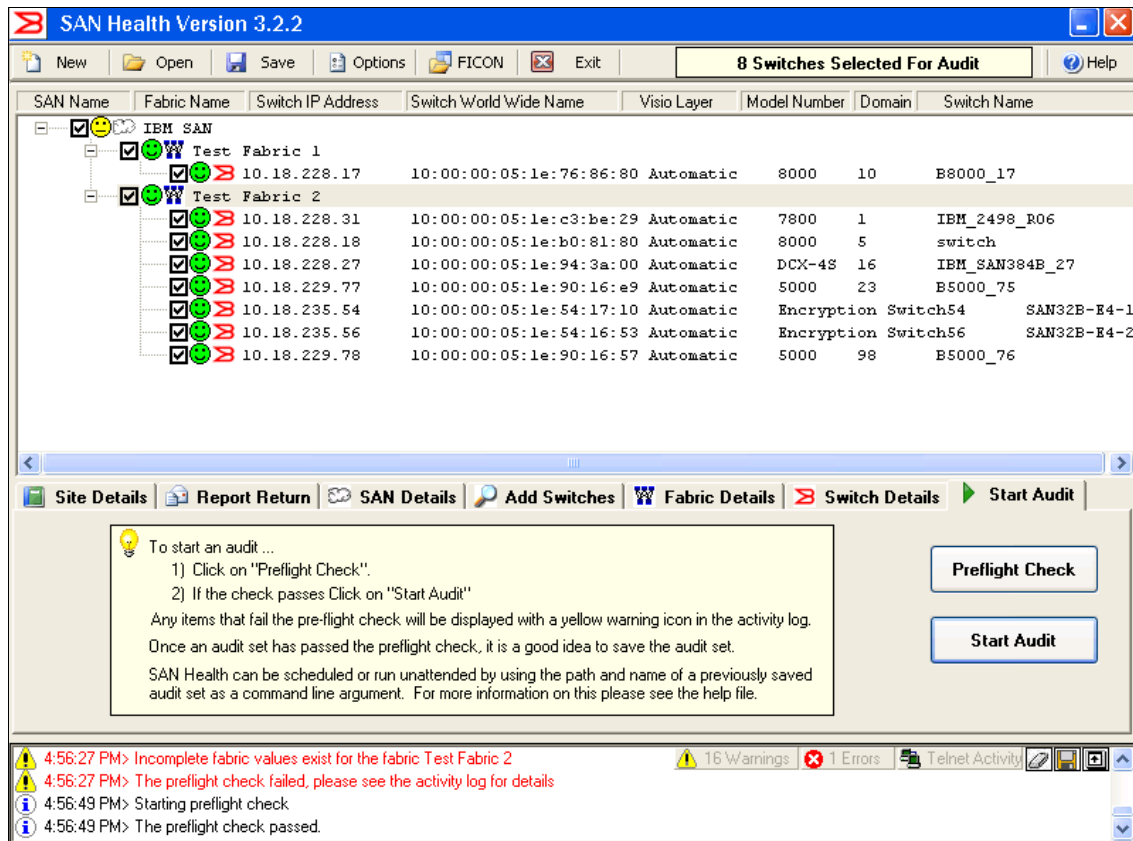 SAN Health Version 3.2.2
New Open Save Options FICON Exit 8 Switches Selected For Audit Help
SAN Name Fabric Name Switch IP Address Switch World Wide Name Visio Layer Model Number Domain Switch Name
IBM SAN
Test Fabric 1
10.18.228.17 10:00:00:05:1e:76:86:80 Automatic 8000 10 B8000_17
Test Fabric 2
10.18.228.31 10:00:00:05:1e:c3:be:29 Automatic 7800 1 IBM_2498_R06
10.18.228.18 10:00:00:05:1e:b0:81:80 Automatic 8000 5 switch
10.18.228.27 10:00:00:05:1e:94:3a:00 Automatic DCX-4S 16 IBM_SAN384B_27
10.18.229.77 10:00:00:05:1e:90:16:e9 Automatic 5000 23 B5000_75
10.18.235.54 10:00:00:05:1e:54:17:10 Automatic Encryption Switch54 SAN32B-E4-1
10.18.235.56 10:00:00:05:1e:54:16:53 Automatic Encryption Switch56 SAN32B-E4-2
10.18.229.78 10:00:00:05:1e:90:16:57 Automatic 5000 98 B5000_76
Site Details Report Return SAN Details Add Switches Fabric Details Switch Details Start Audit
To start an audit ...
1) Click on "Preflight Check".
2) If the check passes Click on "Start Audit"
Any items that fail the pre-flight check will be displayed with a yellow warning icon in the activity log.
Once an audit set has passed the preflight check, it is a good idea to save the audit set.
SAN Health can be scheduled or run unattended by using the path and name of a previously saved
audit set as a command line argument. For more information on this please see the help file.
Preflight Check
Start Audit
4:56:27 PM> Incomplete fabric values exist for the fabric Test Fabric 2 16 Warnings 1 Errors Telnet Activity
4:56:27 PM> The preflight check failed, please see the activity log for details
4:56:49 PM> Starting preflight check
4:56:49 PM> The preflight check passed.